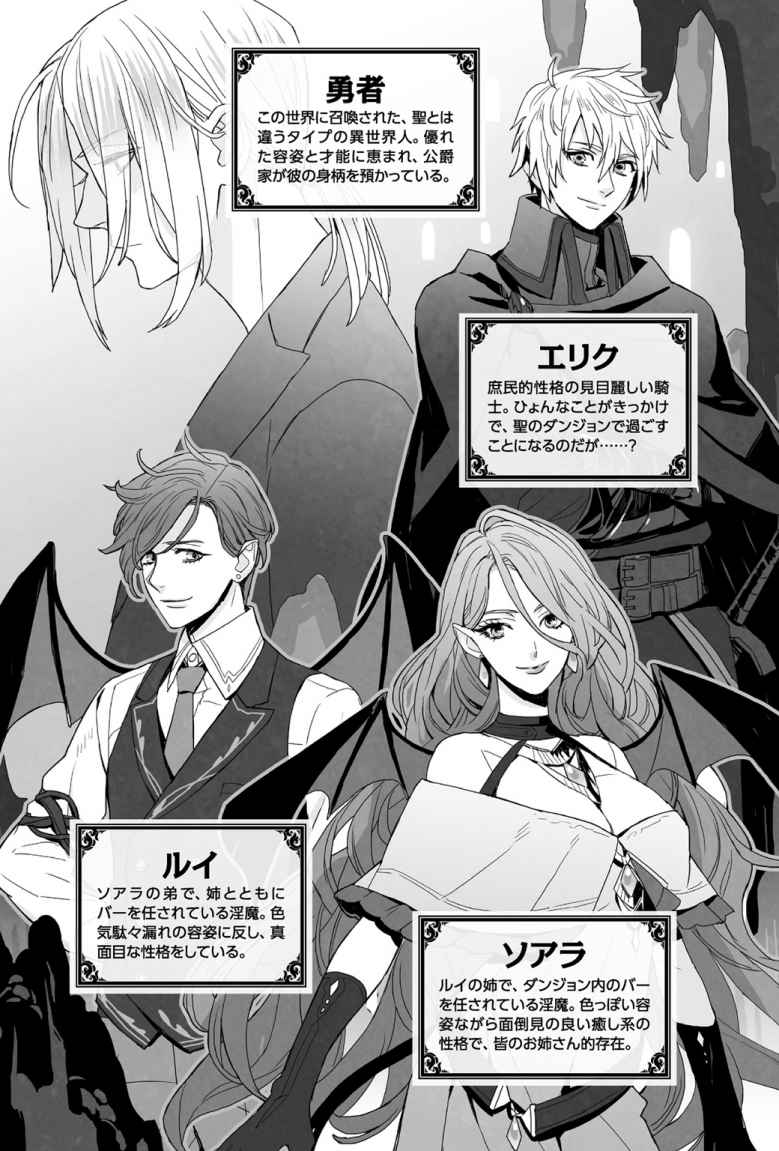 勇者
この世界に召喚された、聖とは
違うタイプの異世界人。優れ
た容姿と才能に恵まれ、公爵
家が彼の身柄を預かっている。
エリク
庶民的性格の見目麗しい騎
士。ひょんなことがきっかけ
で、聖のダンジョンで過ごす
ことになるのだが……？
ルイ
ソアラの弟で、姉とともに
バーを任されている淫魔。色
気駄々漏れの容姿に反し、真
面目な性格をしている。
ソアラ
ルイの姉で、ダンジョン内のバー
を任されている淫魔。色っぽい容
姿ながら面倒見の良い癒し系の
性格で、皆のお姉さん的存在。